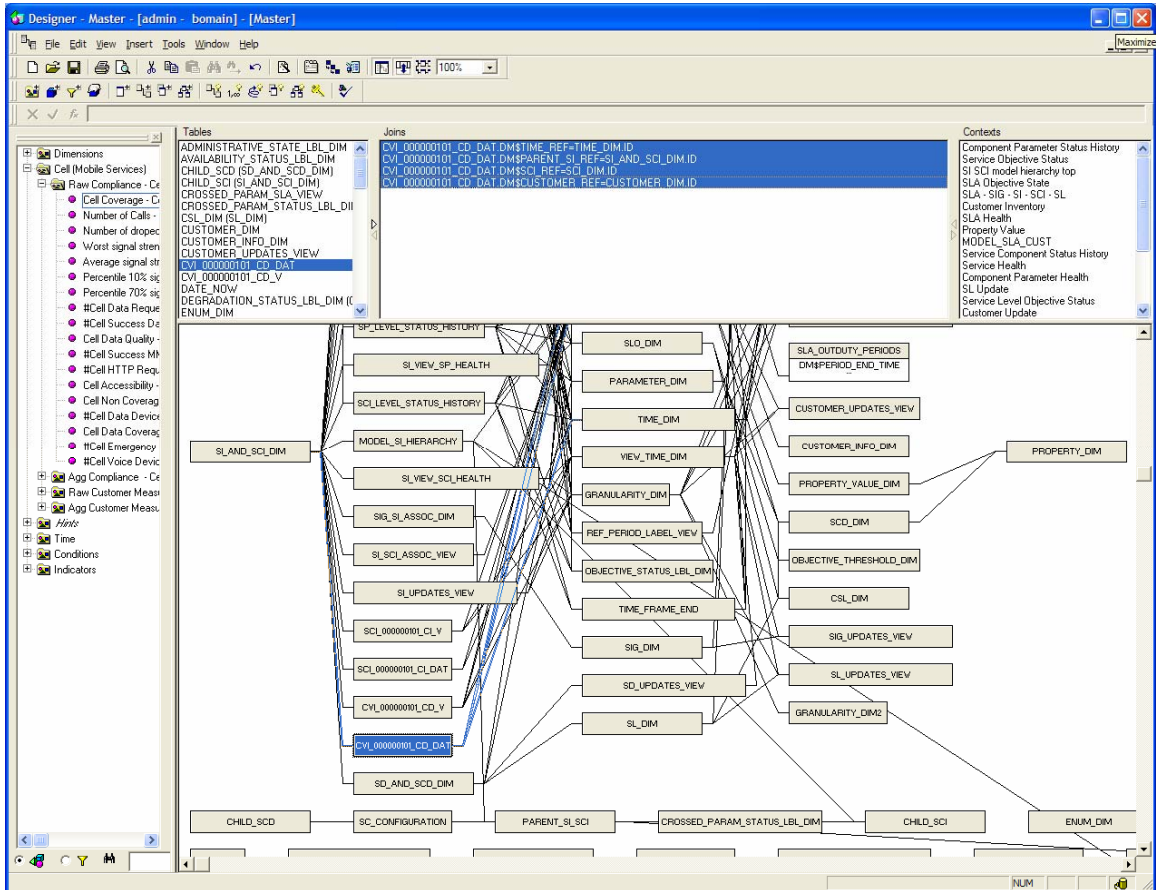 Designer - Master - [admin - bomain] - [Master]
Maximize
File Edit View Insert Tools Window Help
100%
Tables
ADMINISTRATIVE_STATE_LBL_DIM
AVAILABILITY_STATUS_LBL_DIM
CHILD_SCD (SD_AND_SCD_DIM)
CHILD_SCI (SI_AND_SCI_DIM)
CROSSED_PARAM_SLA_VIEW
CROSSED_PARAM_STATUS_LBL_DI
CSL_DIM (SL_DIM)
CUSTOMER_DIM
CUSTOMER_INFO_DIM
CUSTOMER_UPDATES_VIEW
CVI_000000101_CD_DAT
CVI_000000101_CD_V
DATE_NOW
DEGRADATION_STATUS_LBL_DIM (
ENUM_DIM
Joins
CVI_000000101_CD_DAT.DM$TIME_REF=TIME_DIM.ID
CVI_000000101_CD_DAT.DM$PARENT_SI_REF=SI_AND_SCI_DIM.ID
CVI_000000101_CD_DAT.DM$SCI_REF=SCI_DIM.ID
CVI_000000101_CD_DAT.DM$CUSTOMER_REF=CUSTOMER_DIM.ID
Contexts
Component Parameter Status History
Service Objective Status
SI SCI model hierarchy top
SLA Objective State
SLA - SIG - SI - SCI - SL
Customer Inventory
SLA Health
Property Value
MODEL_SLA_CUST
Service Component Status History
Service Health
Component Parameter Health
SL Update
Service Level Objective Status
Customer Update
Dimensions
Cell (Mobile Services)
Raw Compliance - Ce
Cell Coverage - C
Number of Calls -
Number of droped
Worst signal stren
Average signal str
Percentile 10% sig
Percentile 70% sig
#Cell Data Reque
#Cell Success Da
Cell Data Quality -
#Cell Success MM
#Cell HTTP Requ
Cell Accessibility -
Cell Non Coverag
#Cell Data Device
Cell Data Coverag
#Cell Emergency
#Cell Voice Devic
Agg Compliance - Ce
Raw Customer Measu
Agg Customer Measu
Hints
Time
Conditions
Indicators
SP_LEVEL_STATUS_HISTORY
SI_VIEW_SP_HEALTH
SCI_LEVEL_STATUS_HISTORY
SI_AND_SCI_DIM
MODEL_SI_HIERARCHY
SI_VIEW_SCI_HEALTH
SIG_SI_ASSOC_DIM
SI_SCI_ASSOC_VIEW
SI_UPDATES_VIEW
SCI_000000101_CI_V
SCI_000000101_CI_DAT
CVI_000000101_CD_V
CVI_000000101_CD_DAT
SD_AND_SCD_DIM
SLO_DIM
PARAMETER_DIM
TIME_DIM
VIEW_TIME_DIM
GRANULARITY_DIM
REF_PERIOD_LABEL_VIEW
OBJECTIVE_STATUS_LBL_DIM
TIME_FRAME_END
SIG_DIM
SD_UPDATES_VIEW
SL_DIM
SLA_OUTDUTY_PERIODS
DM$PERIOD_END_TIME
...
CUSTOMER_UPDATES_VIEW
CUSTOMER_INFO_DIM
PROPERTY_VALUE_DIM
SCD_DIM
OBJECTIVE_THRESHOLD_DIM
CSL_DIM
SIG_UPDATES_VIEW
SL_UPDATES_VIEW
GRANULARITY_DIM2
PROPERTY_DIM
CHILD_SCD
SC_CONFIGURATION
PARENT_SI_SCI
CROSSED_PARAM_STATUS_LBL_DIM
CHILD_SCI
ENUM_DIM
NUM